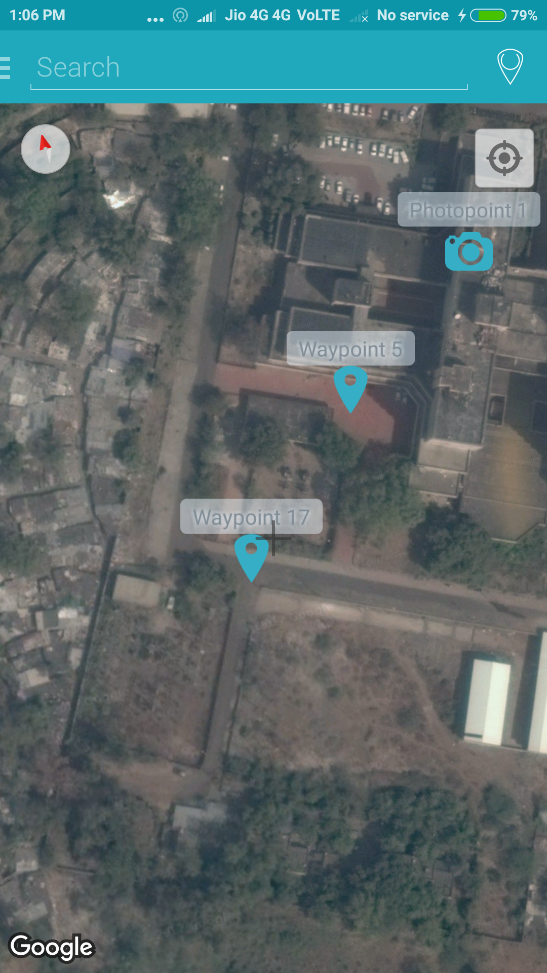 1:06 PM ... Jio 4G 4G VoLTE No service 79%
Search
Photopoint 1
Waypoint 5
Waypoint 17
Google